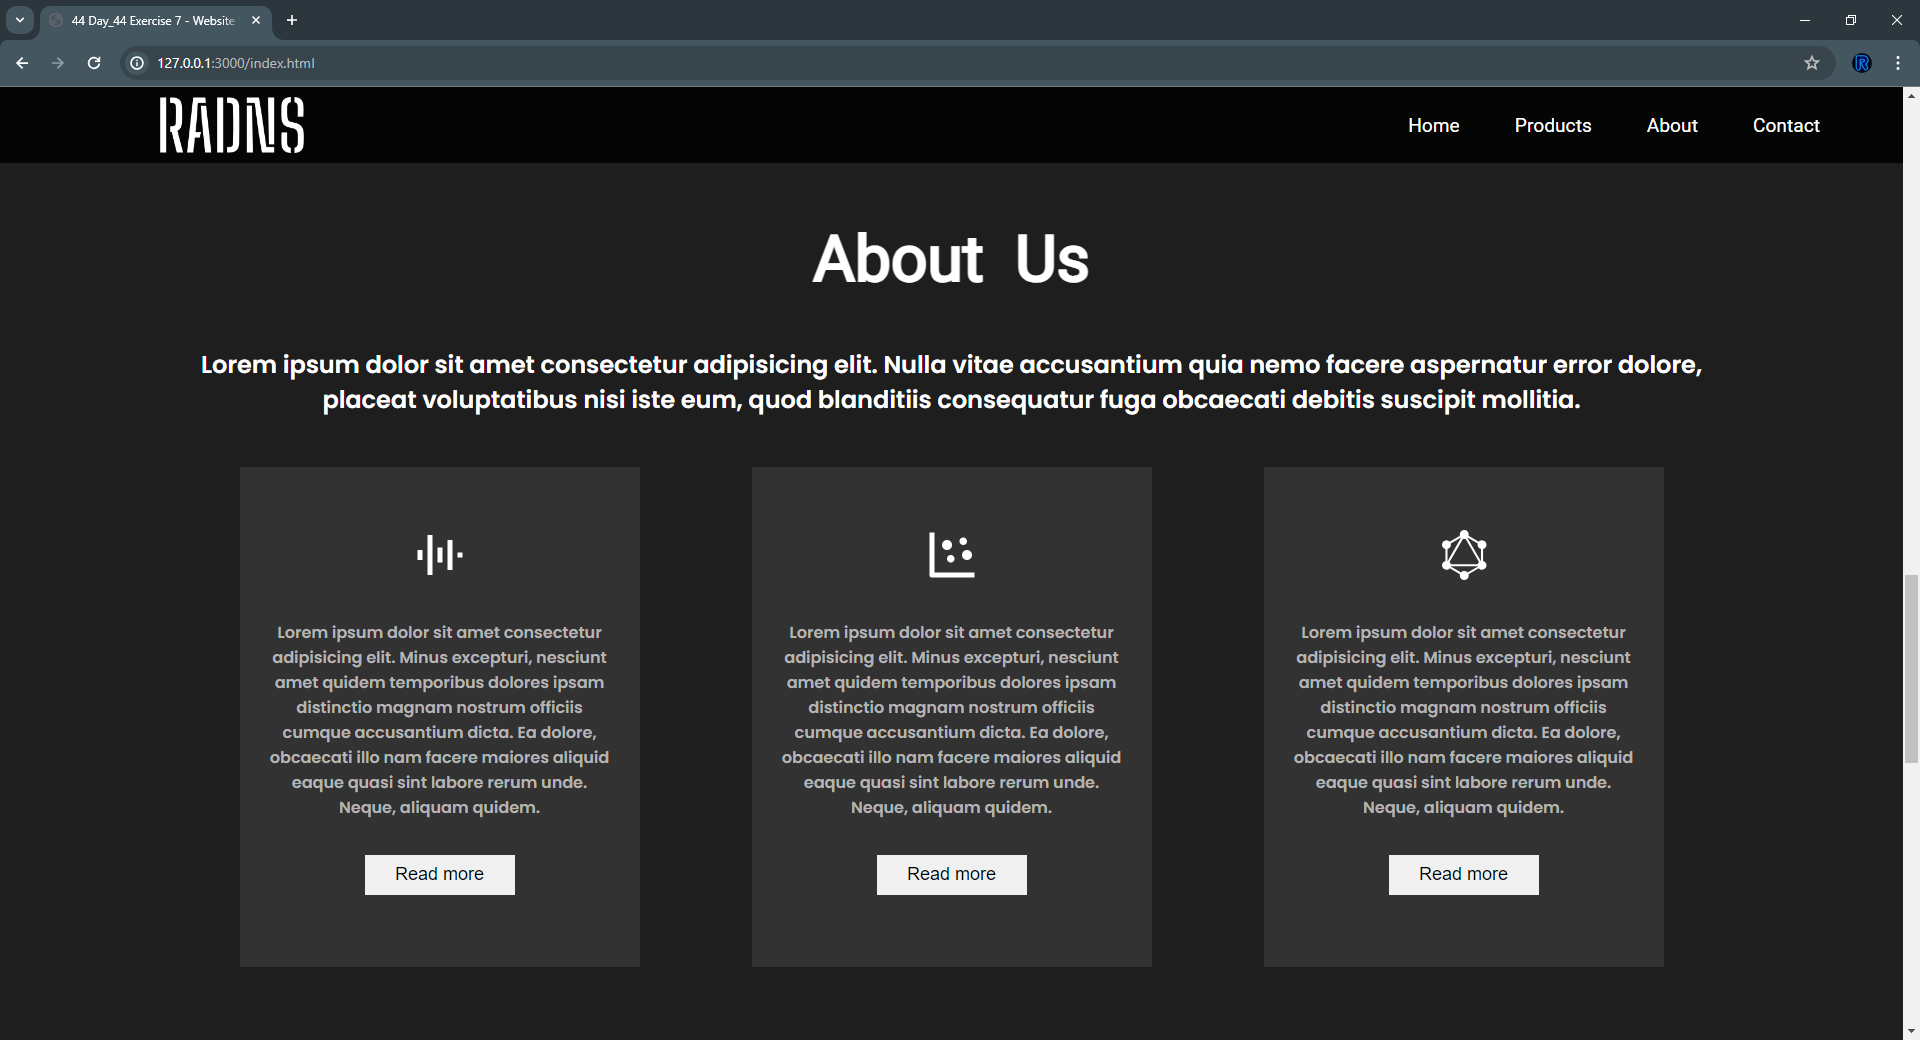 44 Day_44 Exercise 7 - Website
127.0.0.1:3000/index.html
R
RADNS
Home Products About Contact
About Us
Lorem ipsum dolor sit amet consectetur adipisicing elit. Nulla vitae accusantium quia nemo facere aspernatur error dolore,
placeat voluptatibus nisi iste eum, quod blanditiis consequatur fuga obcaecati debitis suscipit mollitia.
Lorem ipsum dolor sit amet consectetur
adipisicing elit. Minus excepturi, nesciunt
amet quidem temporibus dolores ipsam
distinctio magnam nostrum officiis
cumque accusantium dicta. Ea dolore,
obcaecati illo nam facere maiores aliquid
eaque quasi sint labore rerum unde.
Neque, aliquam quidem.
Read more
Lorem ipsum dolor sit amet consectetur
adipisicing elit. Minus excepturi, nesciunt
amet quidem temporibus dolores ipsam
distinctio magnam nostrum officiis
cumque accusantium dicta. Ea dolore,
obcaecati illo nam facere maiores aliquid
eaque quasi sint labore rerum unde.
Neque, aliquam quidem.
Read more
Lorem ipsum dolor sit amet consectetur
adipisicing elit. Minus excepturi, nesciunt
amet quidem temporibus dolores ipsam
distinctio magnam nostrum officiis
cumque accusantium dicta. Ea dolore,
obcaecati illo nam facere maiores aliquid
eaque quasi sint labore rerum unde.
Neque, aliquam quidem.
Read more